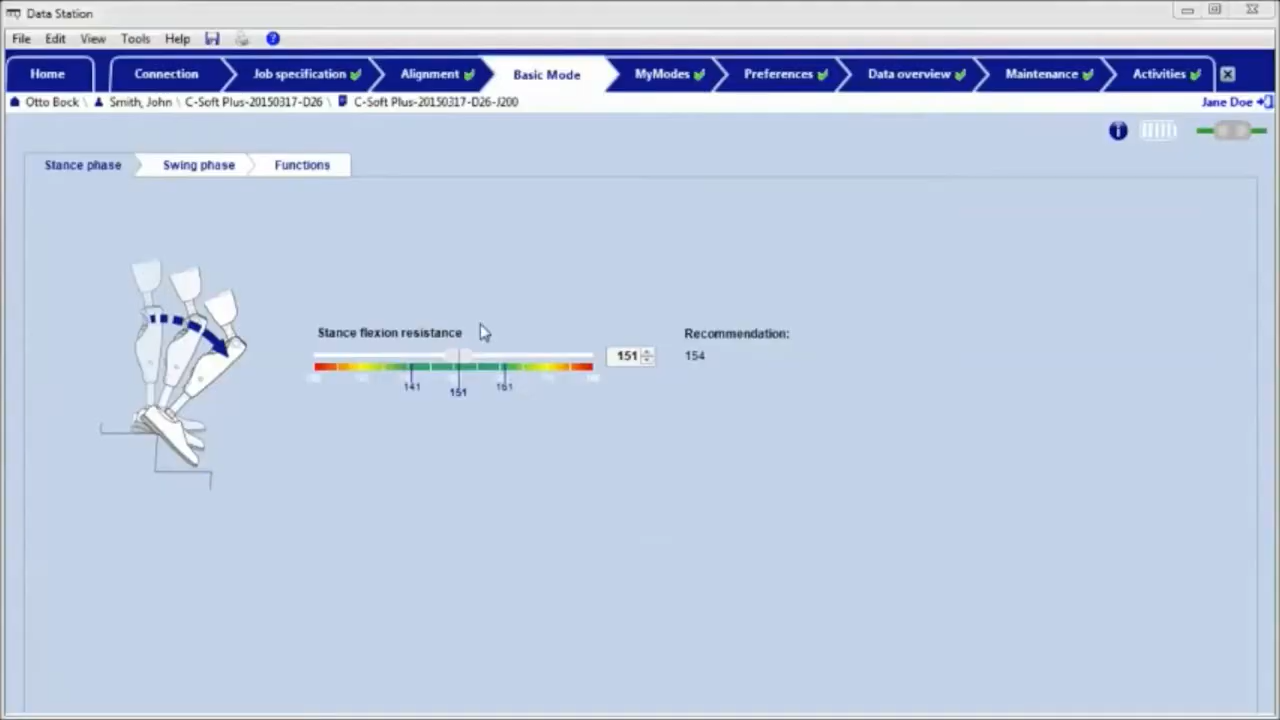 Data Station
File Edit View Tools Help
Home Connection Job specification Alignment Basic Mode MyModes Preferences Data overview Maintenance Activities
Otto Bock \ Smith, John \ C-Soft Plus-20150317-D26 \ C-Soft Plus-20150317-D26-J200 Jane Doe
Stance phase Swing phase Functions
Stance flexion resistance Recommendation:
151 154
141 151 161